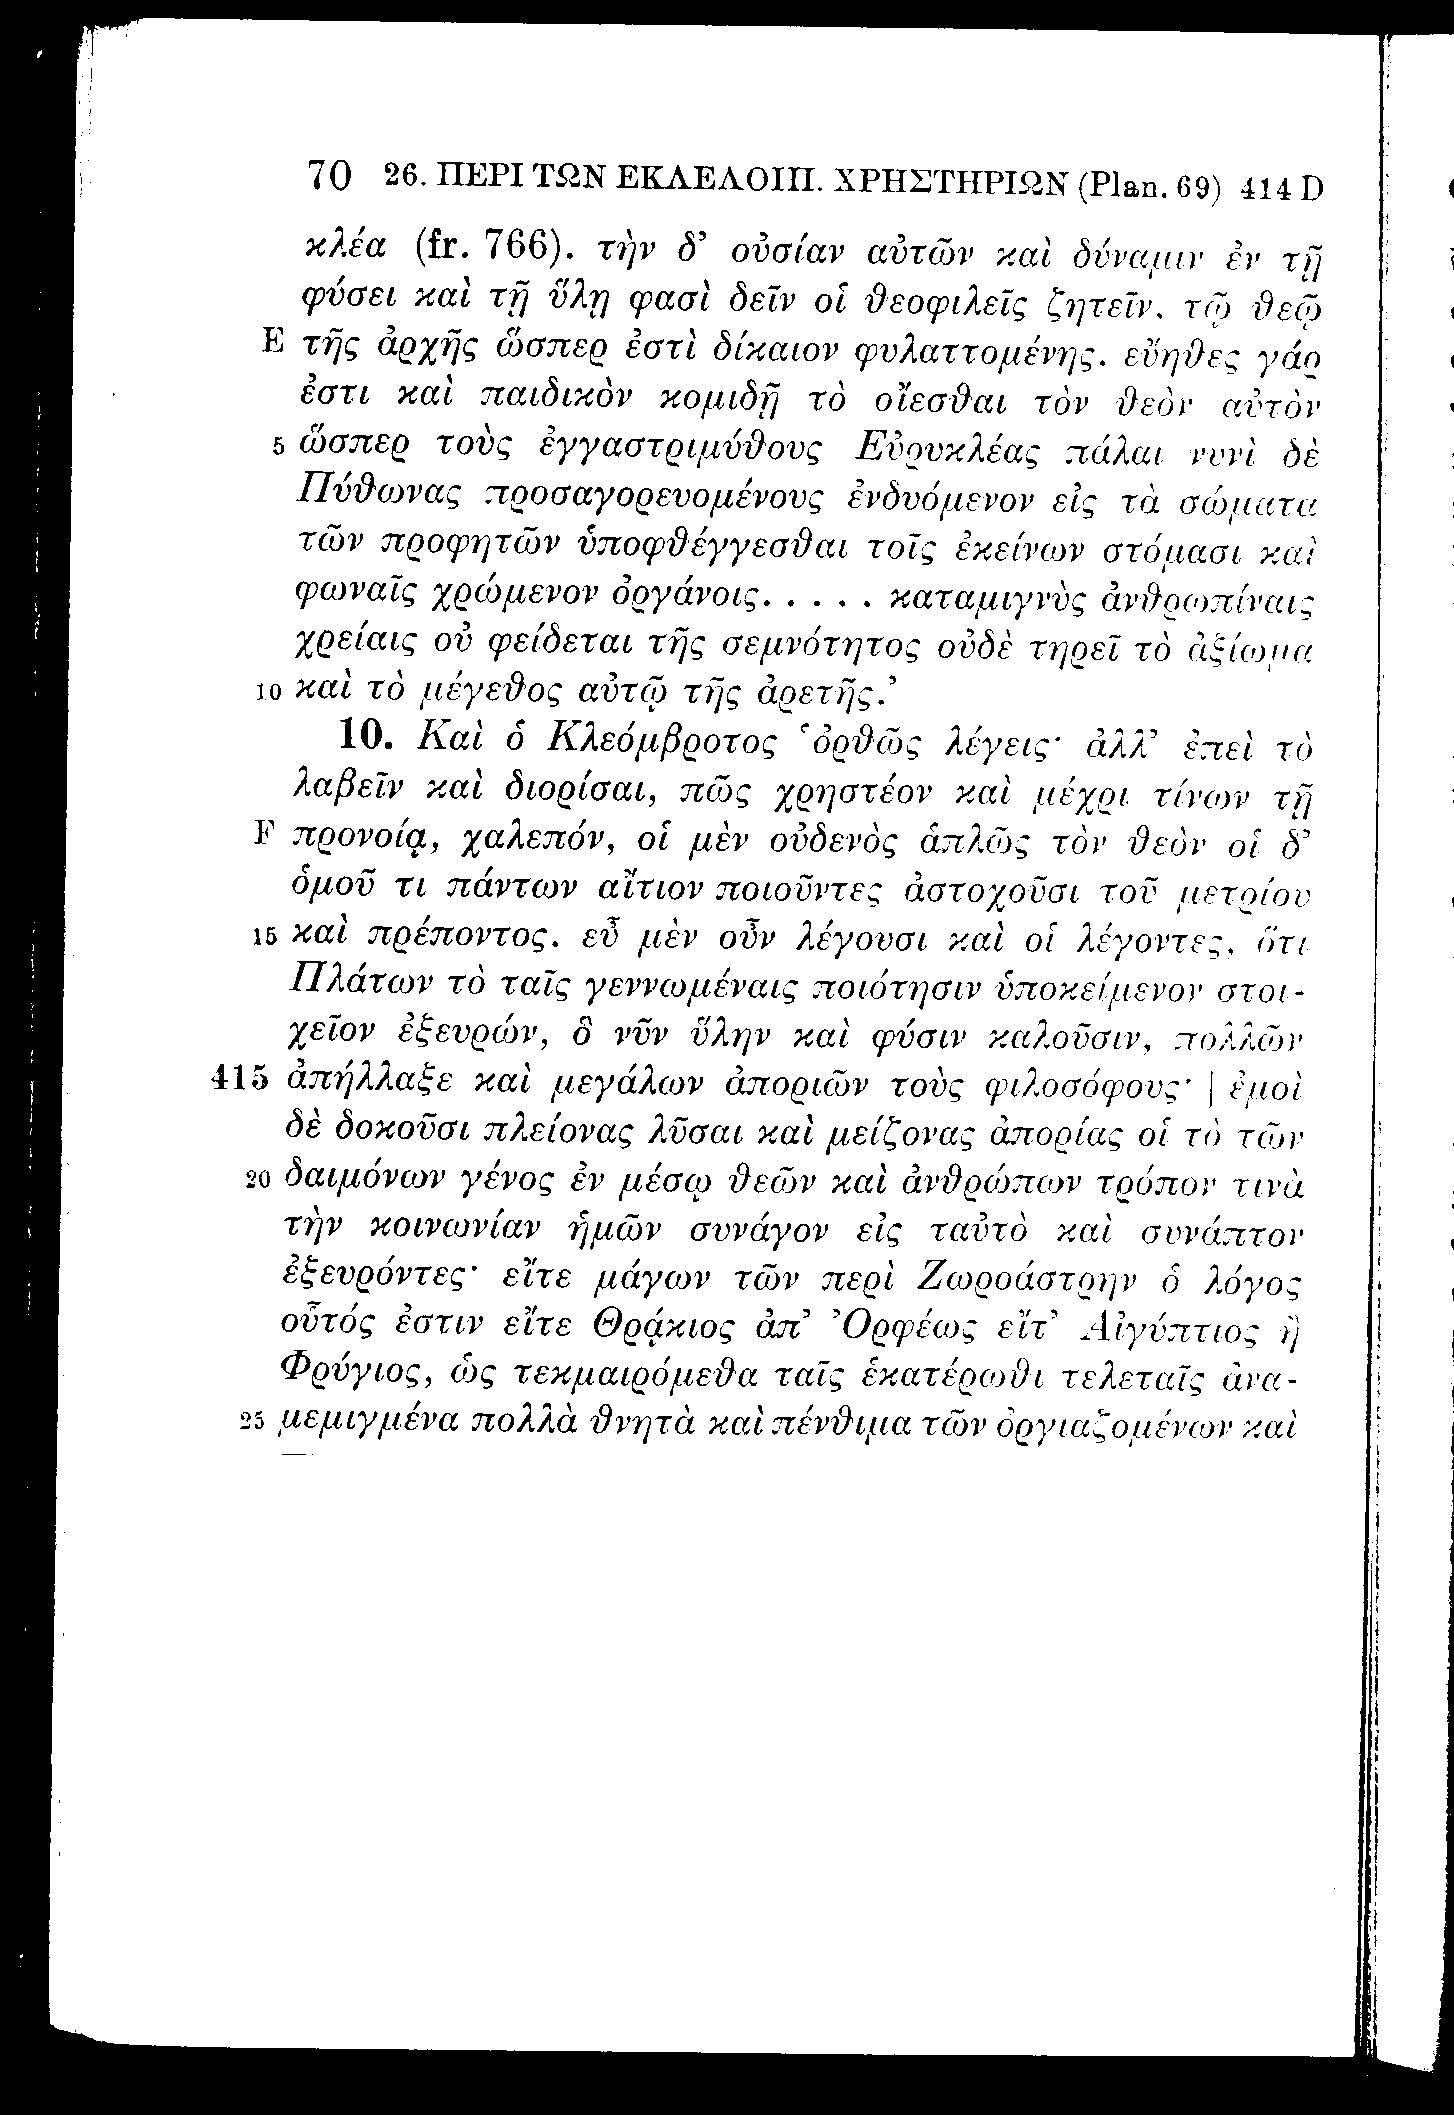 70 26. ΠΕΡΙ ΤΩΝ ΕΚΛΕΛΟΙΠ. ΧΡΗΣΤΗΡΙΩΝ (Plan. 69) 414 D
κλέα (fr. 766). τὴν δ’ οὐσίαν αὐτῶν καὶ δύναμιν ἐν τῇ
φύσει καὶ τῇ ὕλῃ φασὶ δεῖν οἱ θεοφιλεῖς ζητεῖν, τῷ θεῷ
E τῆς ἀρχῆς ὥσπερ ἐστὶ δίκαιον φυλαττομένης. εὔηθες γάρ
ἐστι καὶ παιδικὸν κομιδῇ τὸ οἴεσθαι τὸν θεὸν αὐτὸν
5 ὥσπερ τοὺς ἐγγαστριμύθους Εὐρυκλέας πάλαι νυνὶ δὲ
Πύθωνας προσαγορευομένους ἐνδυόμενον εἰς τὰ σώματα
τῶν προφητῶν ὑποφθέγγεσθαι τοῖς ἐκείνων στόμασι καὶ
φωναῖς χρώμενον ὀργάνοις. . . . . καταμιγνὺς ἀνθρωπίναις
χρείαις οὐ φείδεται τῆς σεμνότητος οὐδὲ τηρεῖ τὸ ἀξίωμα
10 καὶ τὸ μέγεθος αὐτῷ τῆς ἀρετῆς.’
10. Καὶ ὁ Κλεόμβροτος ‘ὀρθῶς λέγεις· ἀλλ’ ἐπεὶ τὸ
λαβεῖν καὶ διορίσαι, πῶς χρηστέον καὶ μέχρι τίνων τῇ
F προνοίᾳ, χαλεπόν, οἱ μὲν οὐδενὸς ἁπλῶς τὸν θεὸν οἱ δ’
ὁμοῦ τι πάντων αἴτιον ποιοῦντες ἀστοχοῦσι τοῦ μετρίου
15 καὶ πρέποντος. εὖ μὲν οὖν λέγουσι καὶ οἱ λέγοντες, ὅτι
Πλάτων τὸ ταῖς γεννωμέναις ποιότησιν ὑποκείμενον στοι-
χεῖον ἐξευρών, ὃ νῦν ὕλην καὶ φύσιν καλοῦσιν, πολλῶν
415 ἀπήλλαξε καὶ μεγάλων ἀποριῶν τοὺς φιλοσόφους· | ἐμοὶ
δὲ δοκοῦσι πλείονας λῦσαι καὶ μείζονας ἀπορίας οἱ τὸ τῶν
20 δαιμόνων γένος ἐν μέσῳ θεῶν καὶ ἀνθρώπων τρόπον τινὰ
τὴν κοινωνίαν ἡμῶν συνάγον εἰς ταὐτὸ καὶ συνάπτον
ἐξευρόντες· εἴτε μάγων τῶν περὶ Ζωροάστρην ὁ λόγος
οὗτός ἐστιν εἴτε Θρᾴκιος ἀπ’ Ὀρφέως εἴτ’ Αἰγύπτιος ἢ
Φρύγιος, ὡς τεκμαιρόμεθα ταῖς ἑκατέρωθι τελεταῖς ἀνα-
25 μεμιγμένα πολλὰ θνητὰ καὶ πένθιμα τῶν ὀργιαζομένων καὶ